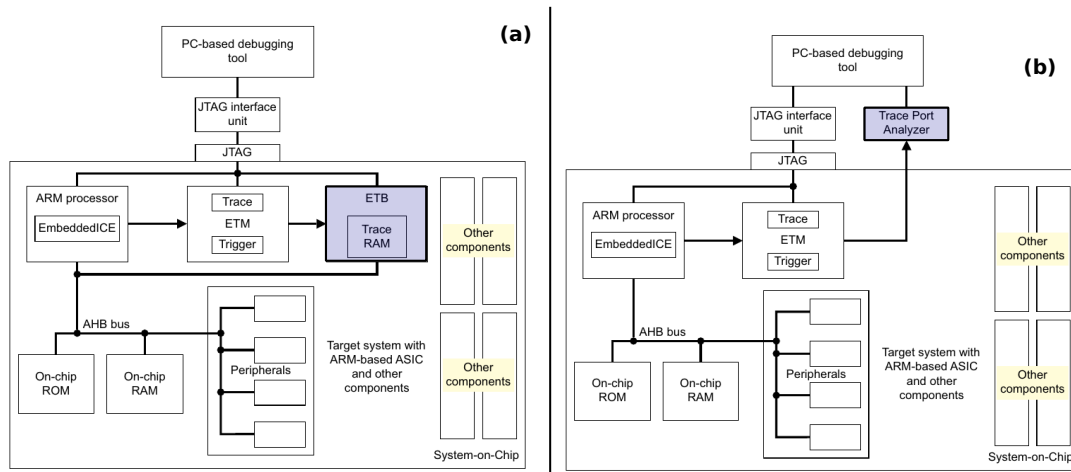 (a)
PC-based debugging
tool
JTAG interface
unit
JTAG
ARM processor
EmbeddedICE
Trace
ETM
Trigger
ETB
Trace
RAM
Other
components
AHB bus
On-chip
ROM
On-chip
RAM
Peripherals
Target system with
ARM-based ASIC
and other
components
Other
components
System-on-Chip
(b)
PC-based debugging
tool
JTAG interface
unit
Trace Port
Analyzer
JTAG
ARM processor
EmbeddedICE
Trace
ETM
Trigger
Other
components
AHB bus
On-chip
ROM
On-chip
RAM
Peripherals
Target system with
ARM-based ASIC
and other
components
Other
components
System-on-Chip